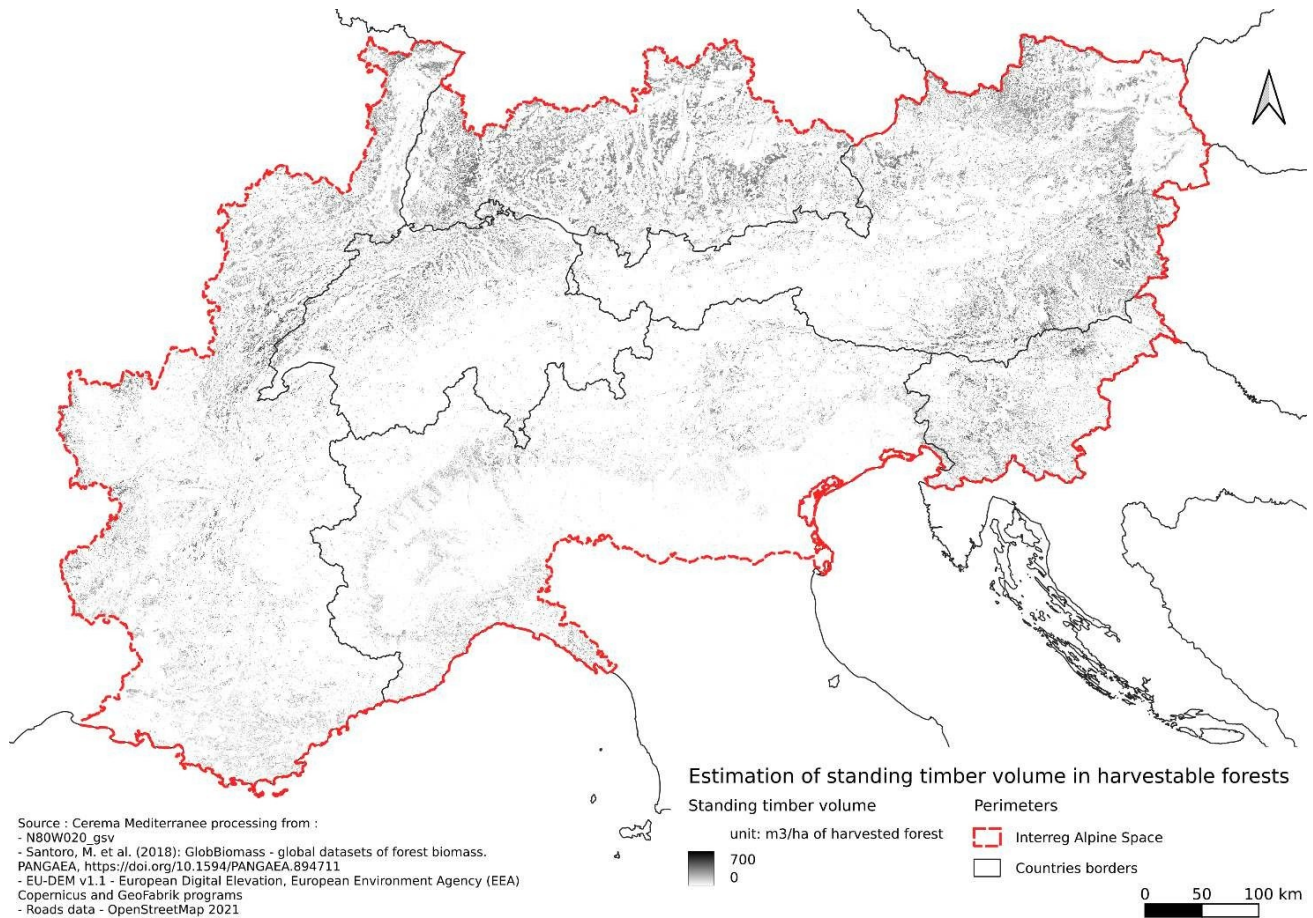 Estimation of standing timber volume in harvestable forests
Standing timber volume
unit: m3/ha of harvested forest
700
0
Perimeters
Interreg Alpine Space
Countries borders
0 50 100 km
Source : Cerema Mediterranee processing from :
- N80W020_gsv
- Santoro, M. et al. (2018): GlobBiomass - global datasets of forest biomass.
PANGAEA, https://doi.org/10.1594/PANGAEA.894711
- EU-DEM v1.1 - European Digital Elevation, European Environment Agency (EEA)
Copernicus and GeoFabrik programs
- Roads data - OpenStreetMap 2021